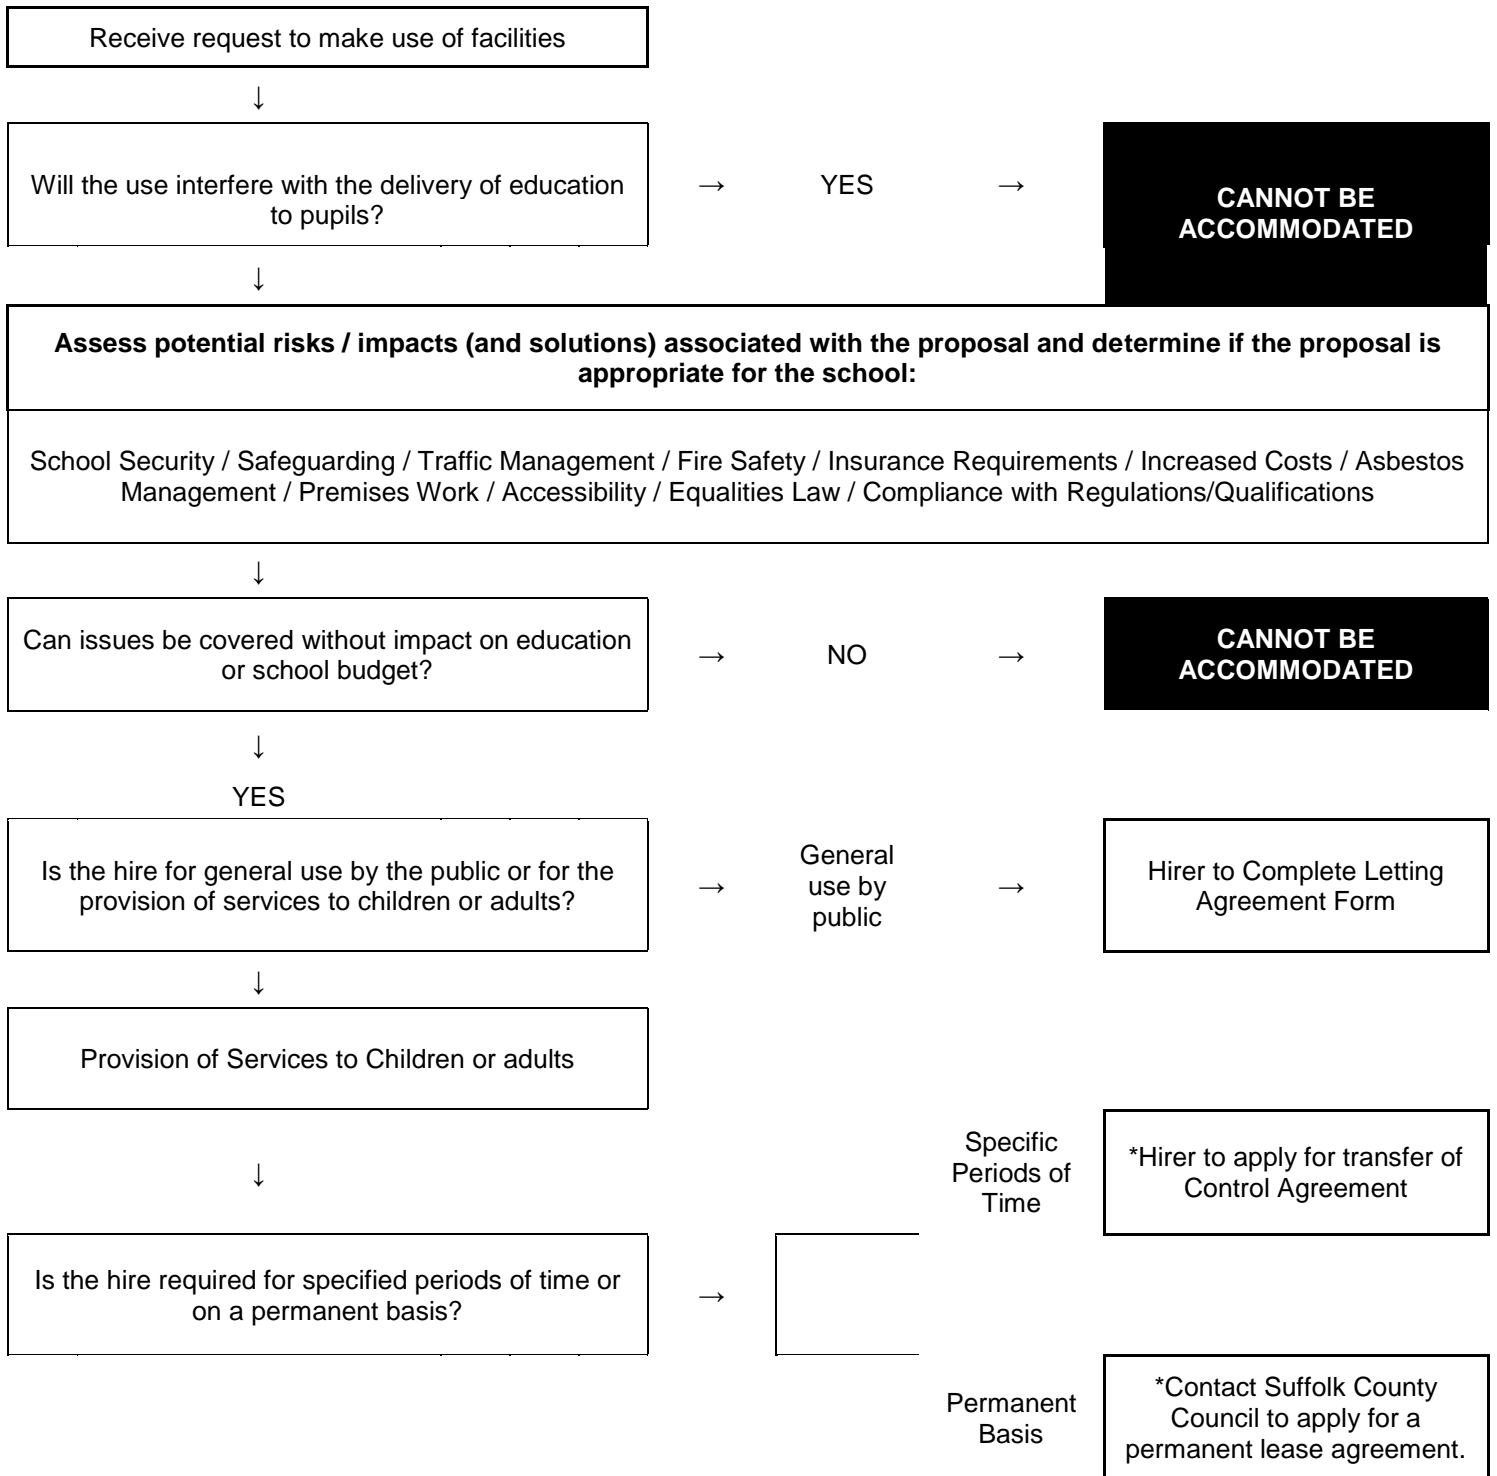 Receive request to make use of facilities
↓
Will the use interfere with the delivery of education
to pupils?
→ YES →
CANNOT BE
ACCOMMODATED
↓
Assess potential risks / impacts (and solutions) associated with the proposal and determine if the proposal is
appropriate for the school:
School Security / Safeguarding / Traffic Management / Fire Safety / Insurance Requirements / Increased Costs / Asbestos
Management / Premises Work / Accessibility / Equalities Law / Compliance with Regulations/Qualifications
↓
Can issues be covered without impact on education
or school budget?
→ NO →
CANNOT BE
ACCOMMODATED
↓
YES
Is the hire for general use by the public or for the
provision of services to children or adults?
→
General
use by
public
→
Hirer to Complete Letting
Agreement Form
↓
Provision of Services to Children or adults
↓
Is the hire required for specified periods of time or
on a permanent basis?
→
Specific
Periods of
Time
*Hirer to apply for transfer of
Control Agreement
Permanent
Basis
*Contact Suffolk County
Council to apply for a
permanent lease agreement.